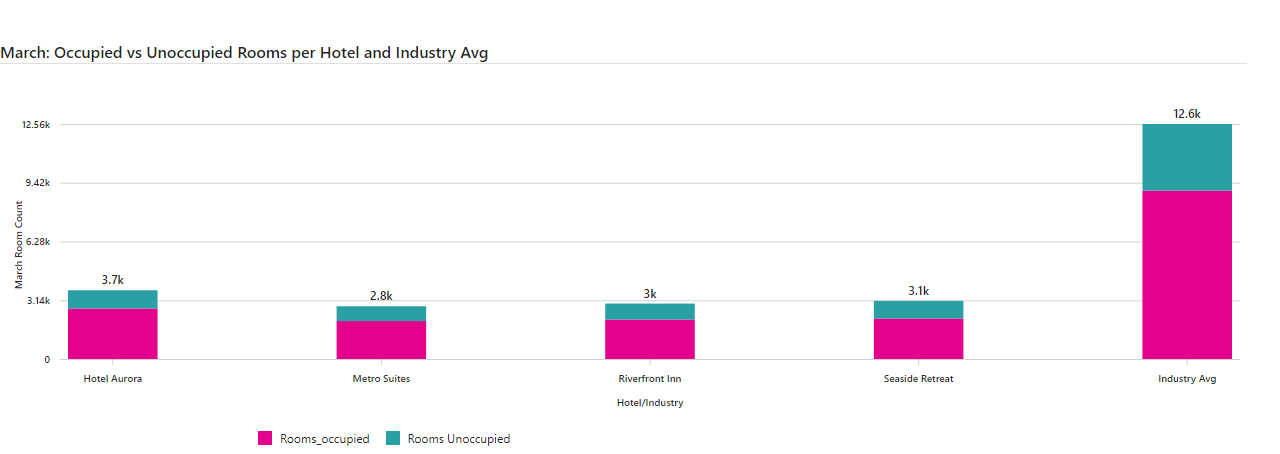 March: Occupied vs Unoccupied Rooms per Hotel and Industry Avg
12.6k
12.56k
9.42k
March Room Count
6.28k
3.7k
2.8k
3k
3.1k
3.14k
0
Hotel Aurora Metro Suites Riverfront Inn Seaside Retreat Industry Avg
Hotel/Industry
Rooms_occupied Rooms Unoccupied